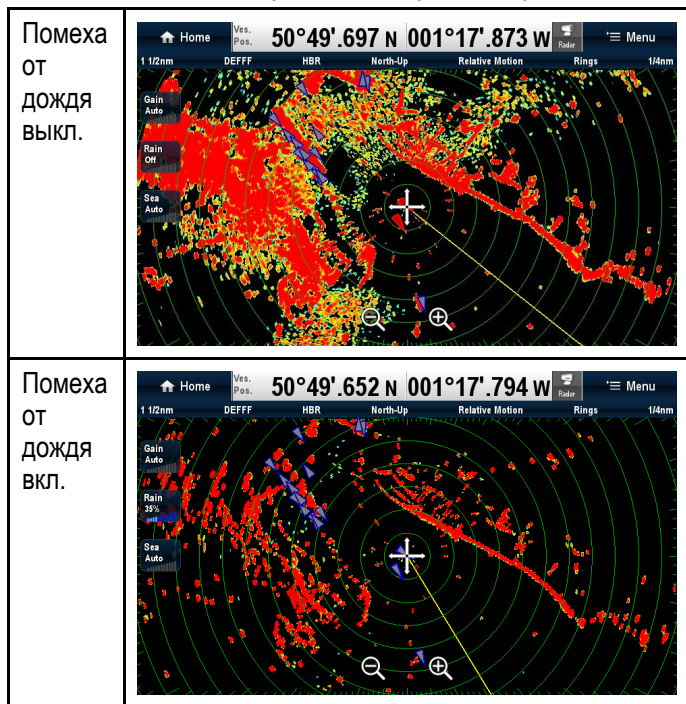 Помеха
от
дождя
выкл.
Home
Ves.
Pos.
50°49'.697 N 001°17'.873 W
Radar
Menu
1 1/2nm DEFFF HBR North-Up Relative Motion Rings 1/4nm
Gain
Auto
Rain
Off
Sea
Auto
Помеха
от
дождя
вкл.
Home
Ves.
Pos.
50°49'.652 N 001°17'.794 W
Radar
Menu
1 1/2nm DEFFF HBR North-Up Relative Motion Rings 1/4nm
Gain
Auto
Rain
35%
Sea
Auto